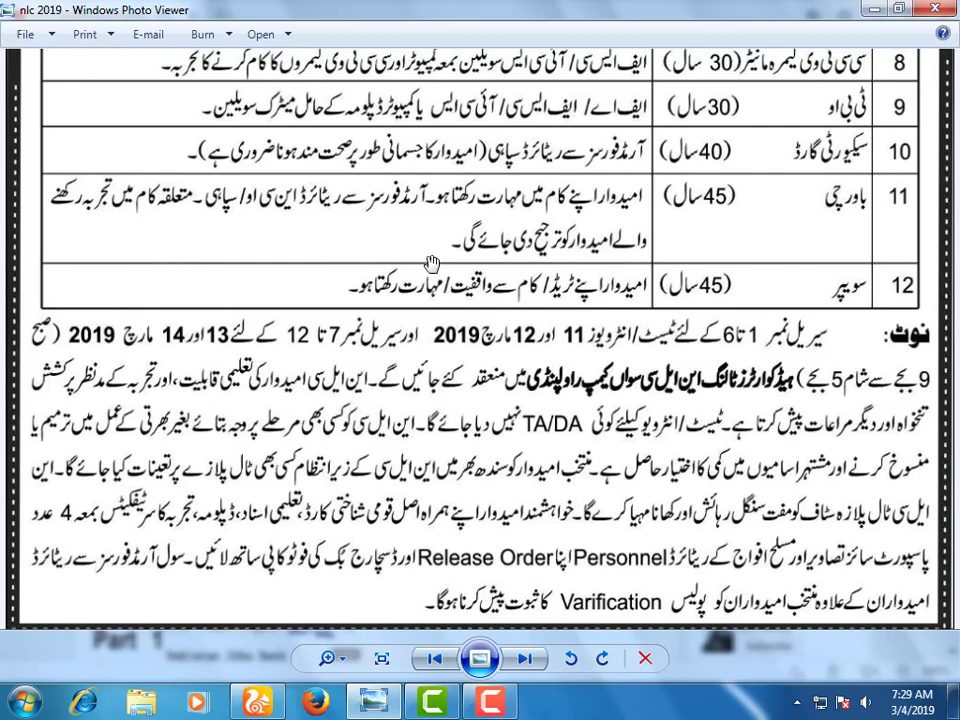 nlc 2019 - Windows Photo Viewer
File Print E-mail Burn Open
8 سی سی ٹی وی کیمرہ مانیٹر (30 سال) ایف ایس سی/ آئی سی ایس سویلین بمعہ کمپیوٹر اور سی سی ٹی وی کیمروں کا کام کرنے کا تجربہ۔
9 ٹی بی او (30سال) ایف اے/ ایف ایس سی/ آئی سی ایس یا کمپیوٹر ڈپلومہ کے حامل میٹرک سویلین۔
10 سیکیورٹی گارڈ (40سال) آرمڈ فورسز سے ریٹائرڈ سپاہی (امیدوار کا جسمانی طور پر صحت مند ہونا ضروری ہے)۔
11 باورچی (45سال) امیدوار اپنے کام میں مہارت رکھتا ہو۔ آرمڈ فورسز سے ریٹائرڈ این سی او/ سپاہی۔ متعلقہ کام میں تجربہ رکھنے
والے امیدوار کو ترجیح دی جائے گی۔
12 سویپر (45سال) امیدوار اپنے ٹریڈ/ کام سے واقفیت/ مہارت رکھتا ہو۔
نوٹ: سیریل نمبر 1 تا 6 کے لئے ٹیسٹ/انٹرویوز 11 اور 12 مارچ 2019 اور سیریل نمبر 7 تا 12 کے لئے 13 اور 14 مارچ 2019 (صبح
9 بجے سے شام 5 بجے) ہیڈکوارٹرز ٹالنگ این ایل سی سواں کیمپ راولپنڈی میں منعقد کئے جائیں گے۔ این ایل سی امیدوار کی تعلیمی قابلیت، اور تجربہ کے مدنظر پرکشش
تنخواہ اور دیگر مراعات پیش کرتا ہے۔ ٹیسٹ/انٹرویو کیلئے کوئی TA/DA نہیں دیا جائے گا۔ این ایل سی کو کسی بھی مرحلے پر وجہ بتائے بغیر بھرتی کے عمل میں ترمیم یا
منسوخ کرنے اور مشتہر اسامیوں میں کمی کا اختیار حاصل ہے۔ منتخب امیدوار کو سندھ بھر میں این ایل سی کے زیر انتظام کسی بھی ٹال پلازے پر تعینات کیا جائے گا۔ این
ایل سی ٹال پلازہ سٹاف کو مفت سنگل رہائش اور کھانا مہیا کرے گا۔ خواہشمند امیدوار اپنے ہمراہ اصل قومی شناختی کارڈ، تعلیمی اسناد، ڈپلومہ، تجربہ کا سرٹیفکیٹس بمعہ 4 عدد
پاسپورٹ سائز تصاویر اور مسلح افواج کے ریٹائرڈ Personnel اپنا Release Order اور ڈسچارج بک کی فوٹو کاپی ساتھ لائیں۔ سول آرمڈ فورسز سے ریٹائرڈ
امیدواران کے علاوہ منتخب امیدواران کو پولیس Varification کا ثبوت پیش کرنا ہوگا۔
Part 1
7:29 AM
3/4/2019